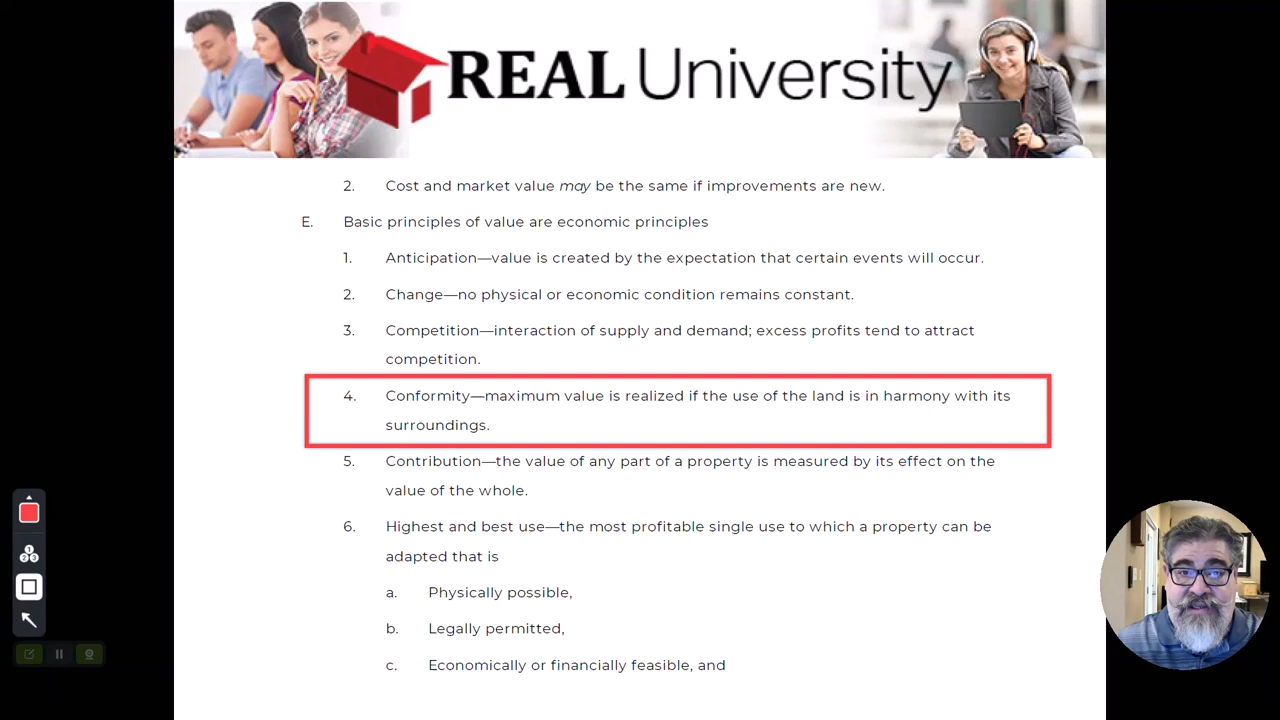 REAL University
2. Cost and market value may be the same if improvements are new.
E. Basic principles of value are economic principles
1. Anticipation—value is created by the expectation that certain events will occur.
2. Change—no physical or economic condition remains constant.
3. Competition—interaction of supply and demand; excess profits tend to attract
competition.
4. Conformity—maximum value is realized if the use of the land is in harmony with its
surroundings.
5. Contribution—the value of any part of a property is measured by its effect on the
value of the whole.
6. Highest and best use—the most profitable single use to which a property can be
adapted that is
a. Physically possible,
b. Legally permitted,
c. Economically or financially feasible, and